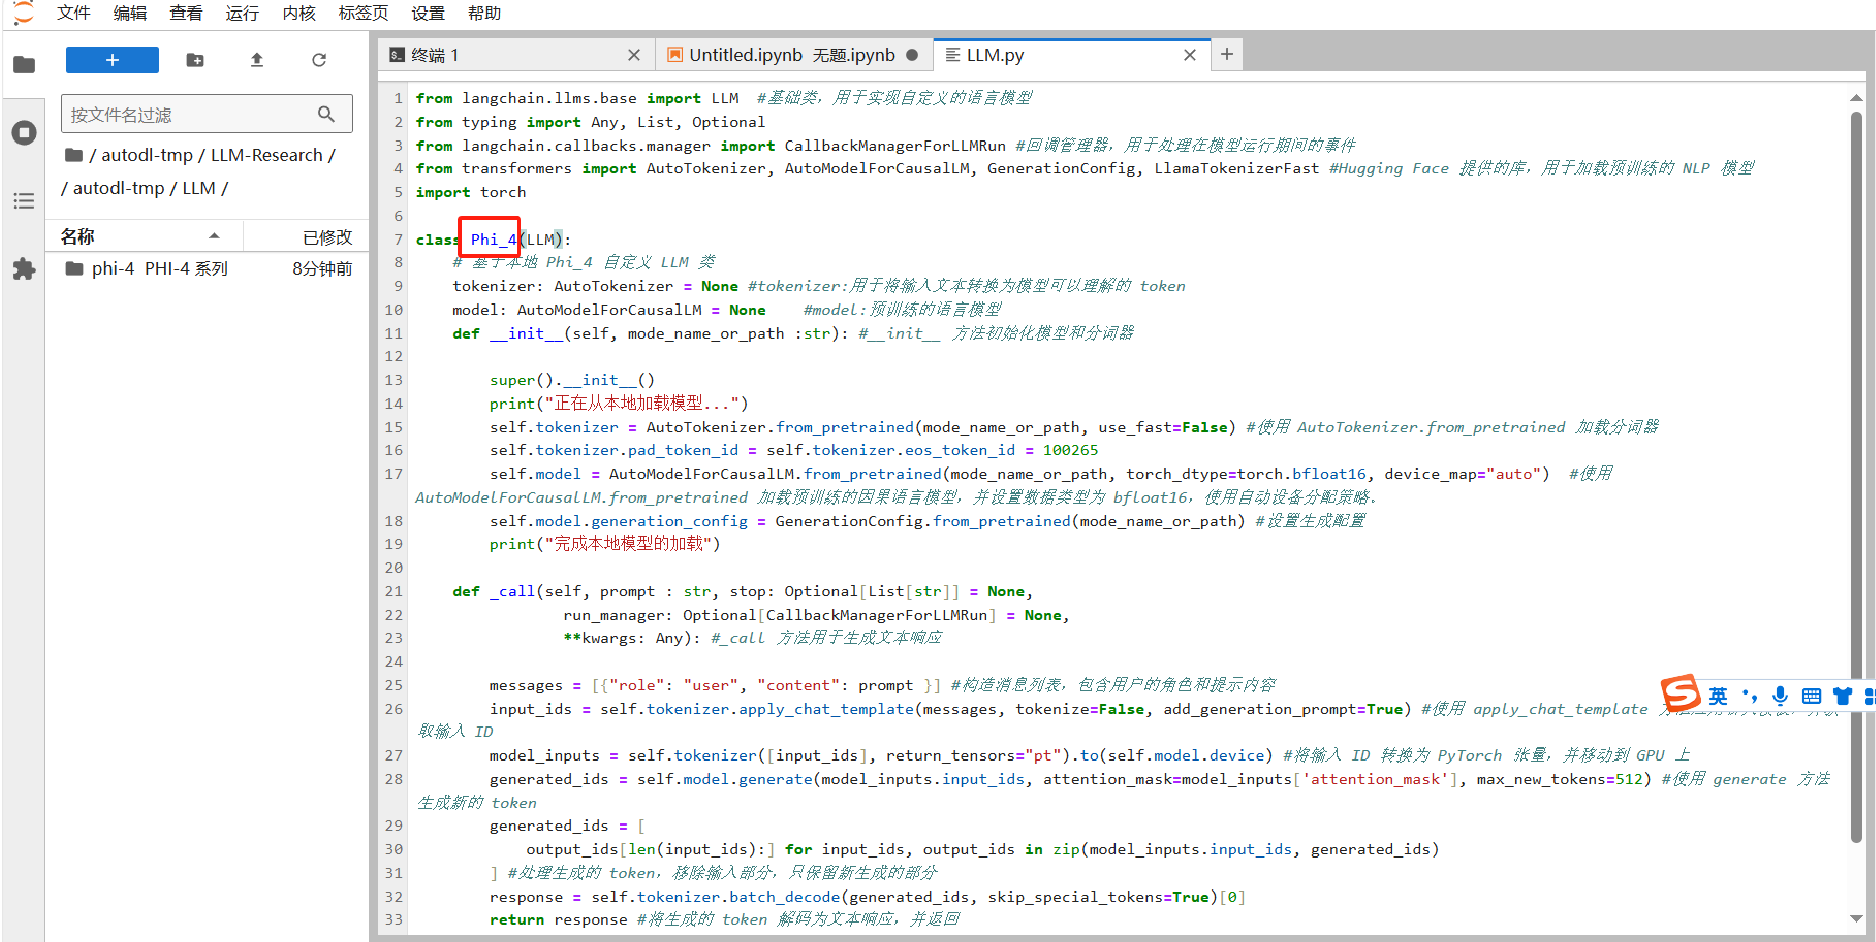 文件 编辑 查看 运行 内核 标签页 设置 帮助
终端 1
Untitled.ipynb 无题.ipynb
LLM.py
按文件名过滤
/ autodl-tmp / LLM-Research /
/ autodl-tmp / LLM /
名称 已修改
phi-4 PHI-4 系列 8分钟前
1 from langchain.llms.base import LLM #基础类，用于实现自定义的语言模型
2 from typing import Any, List, Optional
3 from langchain.callbacks.manager import CallbackManagerForLLMRun #回调管理器，用于处理在模型运行期间的事件
4 from transformers import AutoTokenizer, AutoModelForCausalLM, GenerationConfig, LlamaTokenizerFast #Hugging Face 提供的库，用于加载预训练的 NLP 模型
5 import torch
6
7 class Phi_4(LLM):
8 # 基于本地 Phi_4 自定义 LLM 类
9 tokenizer: AutoTokenizer = None #tokenizer:用于将输入文本转换为模型可以理解的 token
10 model: AutoModelForCausalLM = None #model:预训练的语言模型
11 def __init__(self, mode_name_or_path :str): #__init__ 方法初始化模型和分词器
12
13 super().__init__()
14 print("正在从本地加载模型...")
15 self.tokenizer = AutoTokenizer.from_pretrained(mode_name_or_path, use_fast=False) #使用 AutoTokenizer.from_pretrained 加载分词器
16 self.tokenizer.pad_token_id = self.tokenizer.eos_token_id = 100265
17 self.model = AutoModelForCausalLM.from_pretrained(mode_name_or_path, torch_dtype=torch.bfloat16, device_map="auto") #使用
AutoModelForCausalLM.from_pretrained 加载预训练的因果语言模型，并设置数据类型为 bfloat16，使用自动设备分配策略。
18 self.model.generation_config = GenerationConfig.from_pretrained(mode_name_or_path) #设置生成配置
19 print("完成本地模型的加载")
20
21 def _call(self, prompt : str, stop: Optional[List[str]] = None,
22 run_manager: Optional[CallbackManagerForLLMRun] = None,
23 **kwargs: Any): #_call 方法用于生成文本响应
24
25 messages = [{"role": "user", "content": prompt }] #构造消息列表，包含用户的角色和提示内容
26 input_ids = self.tokenizer.apply_chat_template(messages, tokenize=False, add_generation_prompt=True) #使用 apply_chat_template
取输入 ID
27 model_inputs = self.tokenizer([input_ids], return_tensors="pt").to(self.model.device) #将输入 ID 转换为 PyTorch 张量，并移动到 GPU 上
28 generated_ids = self.model.generate(model_inputs.input_ids, attention_mask=model_inputs['attention_mask'], max_new_tokens=512) #使用 generate 方法
生成新的 token
29 generated_ids = [
30 output_ids[len(input_ids):] for input_ids, output_ids in zip(model_inputs.input_ids, generated_ids)
31 ] #处理生成的 token，移除输入部分，只保留新生成的部分
32 response = self.tokenizer.batch_decode(generated_ids, skip_special_tokens=True)[0]
33 return response #将生成的 token 解码为文本响应，并返回
英